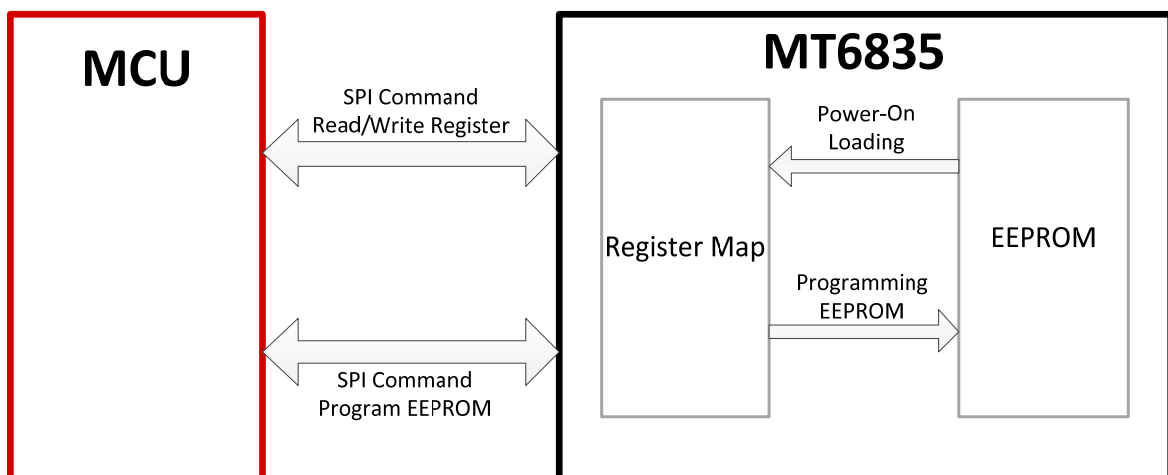 MCU
MT6835
SPI Command
Read/Write Register
Power-On
Loading
Register Map
EEPROM
Programming
EEPROM
SPI Command
Program EEPROM